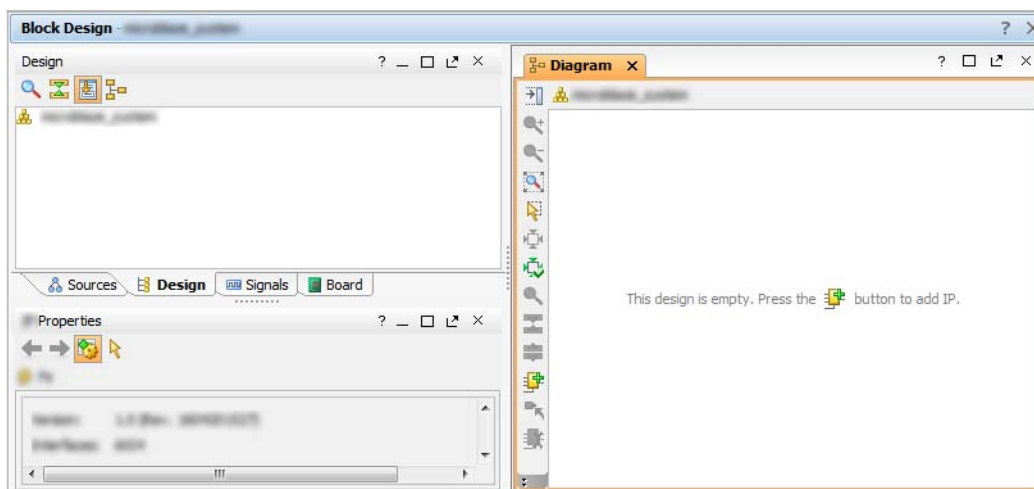 Block Design -
Design
Sources Design Signals Board
Properties
Diagram
This design is empty. Press the button to add IP.